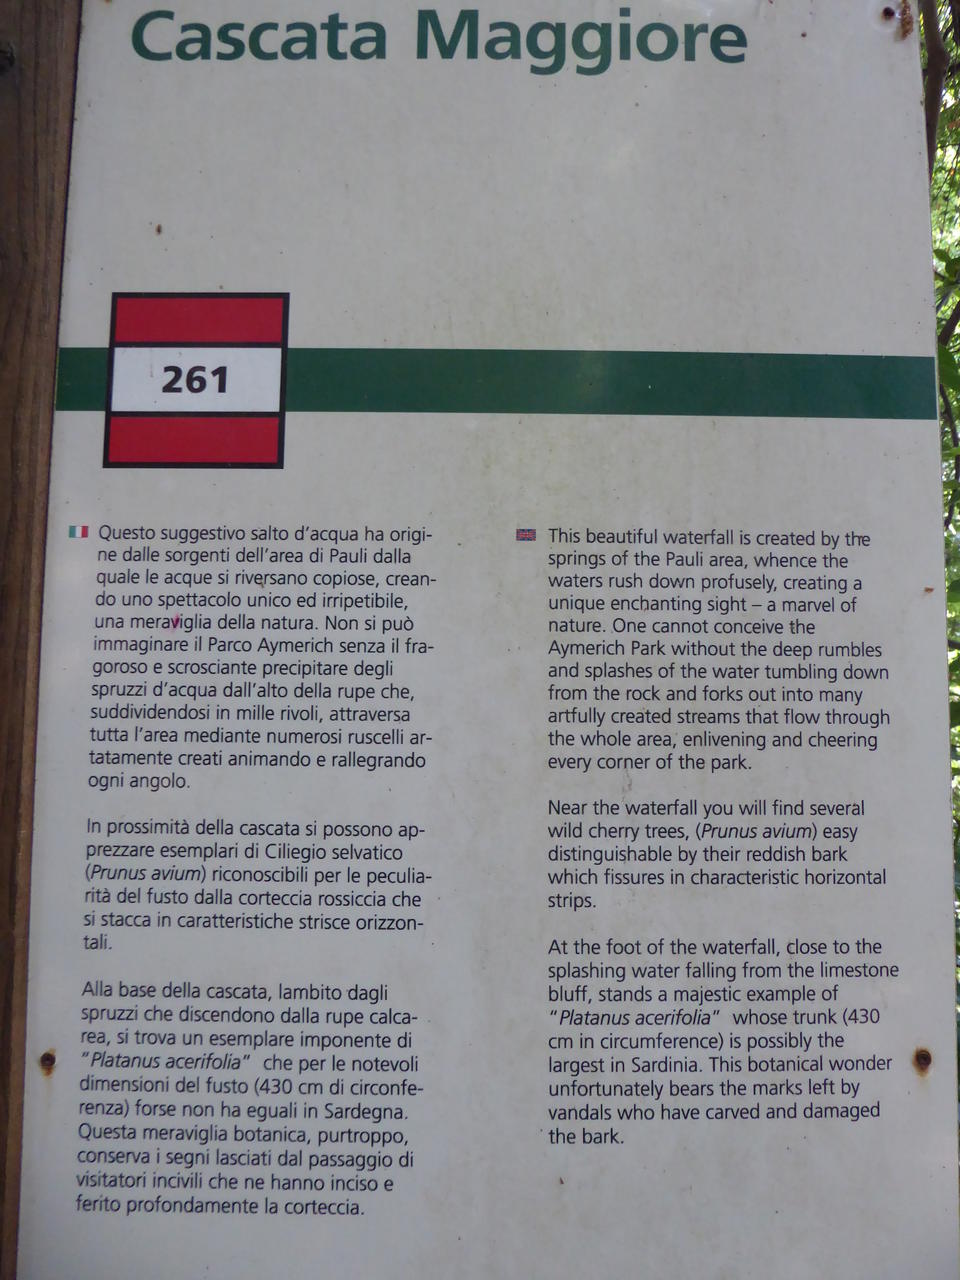 Cascata Maggiore
261
Questo suggestivo salto d'acqua ha origi-
ne dalle sorgenti dell'area di Pauli dalla
quale le acque si riversano copiose, crean-
do uno spettacolo unico ed irripetibile,
una meraviglia della natura. Non si può
immaginare il Parco Aymerich senza il fra-
goroso e scrosciante precipitare degli
spruzzi d'acqua dall'alto della rupe che,
suddividendosi in mille rivoli, attraversa
tutta l'area mediante numerosi ruscelli ar-
tatamente creati animando e rallegrando
ogni angolo.
In prossimità della cascata si possono ap-
prezzare esemplari di Ciliegio selvatico
(Prunus avium) riconoscibili per le peculia-
rità del fusto dalla corteccia rossiccia che
si stacca in caratteristiche strisce orizzon-
tali.
Alla base della cascata, lambito dagli
spruzzi che discendono dalla rupe calca-
rea, si trova un esemplare imponente di
"Platanus acerifolia" che per le notevoli
dimensioni del fusto (430 cm di circonfe-
renza) forse non ha eguali in Sardegna.
Questa meraviglia botanica, purtroppo,
conserva i segni lasciati dal passaggio di
visitatori incivili che ne hanno inciso e
ferito profondamente la corteccia.
This beautiful waterfall is created by the
springs of the Pauli area, whence the
waters rush down profusely, creating a
unique enchanting sight – a marvel of
nature. One cannot conceive the
Aymerich Park without the deep rumbles
and splashes of the water tumbling down
from the rock and forks out into many
artfully created streams that flow through
the whole area, enlivening and cheering
every corner of the park.
Near the waterfall you will find several
wild cherry trees, (Prunus avium) easy
distinguishable by their reddish bark
which fissures in characteristic horizontal
strips.
At the foot of the waterfall, close to the
splashing water falling from the limestone
bluff, stands a majestic example of
"Platanus acerifolia" whose trunk (430
cm in circumference) is possibly the
largest in Sardinia. This botanical wonder
unfortunately bears the marks left by
vandals who have carved and damaged
the bark.